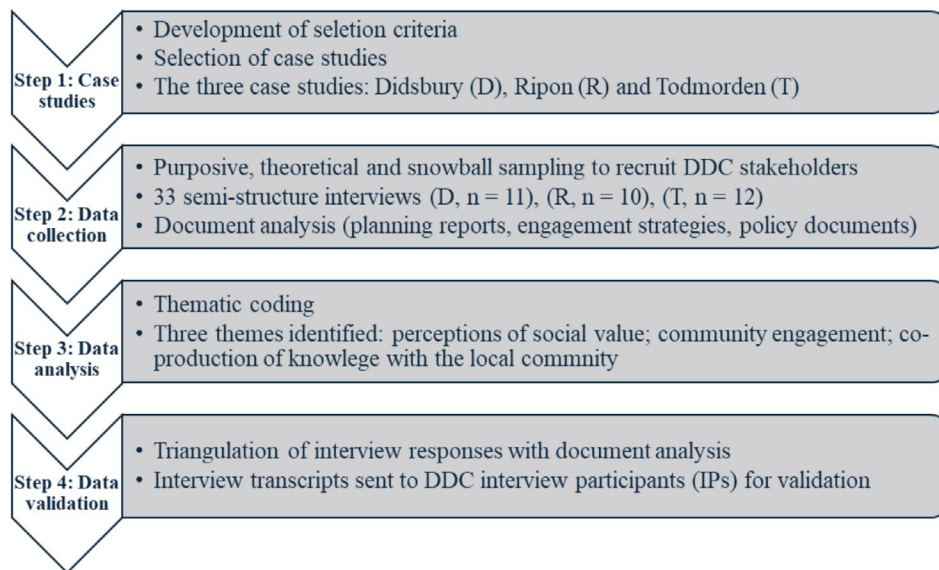 Step 1: Case
studies
• Development of seletion criteria
• Selection of case studies
• The three case studies: Didsbury (D), Ripon (R) and Todmorden (T)
Step 2: Data
collection
• Purposive, theoretical and snowball sampling to recruit DDC stakeholders
• 33 semi-structure interviews (D, n = 11), (R, n = 10), (T, n = 12)
• Document analysis (planning reports, engagement strategies, policy documents)
Step 3: Data
analysis
• Thematic coding
• Three themes identified: perceptions of social value; community engagement; co-
production of knowlege with the local commnity
Step 4: Data
validation
• Triangulation of interview responses with document analysis
• Interview transcripts sent to DDC interview participants (IPs) for validation